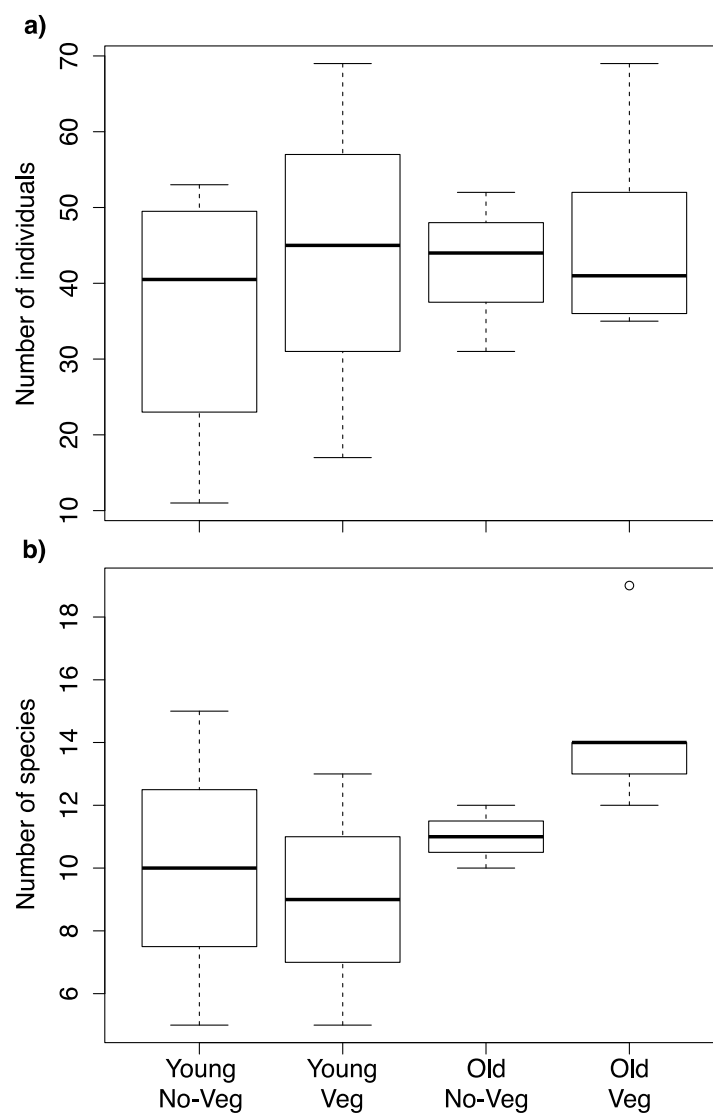 a)
Number of individuals
70
60
50
40
30
20
10
b)
Number of species
18
16
14
12
10
8
6
Young
No-Veg
Young
Veg
Old
No-Veg
Old
Veg